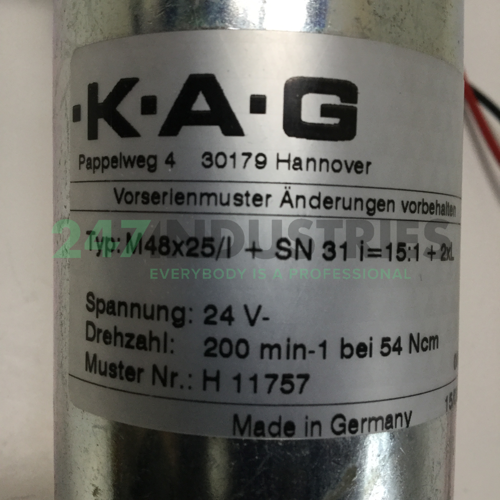 ·K·A·G
Pappelweg 4 30179 Hannover
Vorserienmuster Änderungen vorbehalten
Typ: M48x25/I + SN 31 i=15:1 + 2xL
247INDUSTRIES
EVERYBODY IS A PROFESSIONAL
Spannung: 24 V-
Drehzahl: 200 min-1 bei 54 Ncm
Muster Nr.: H 11757
Made in Germany